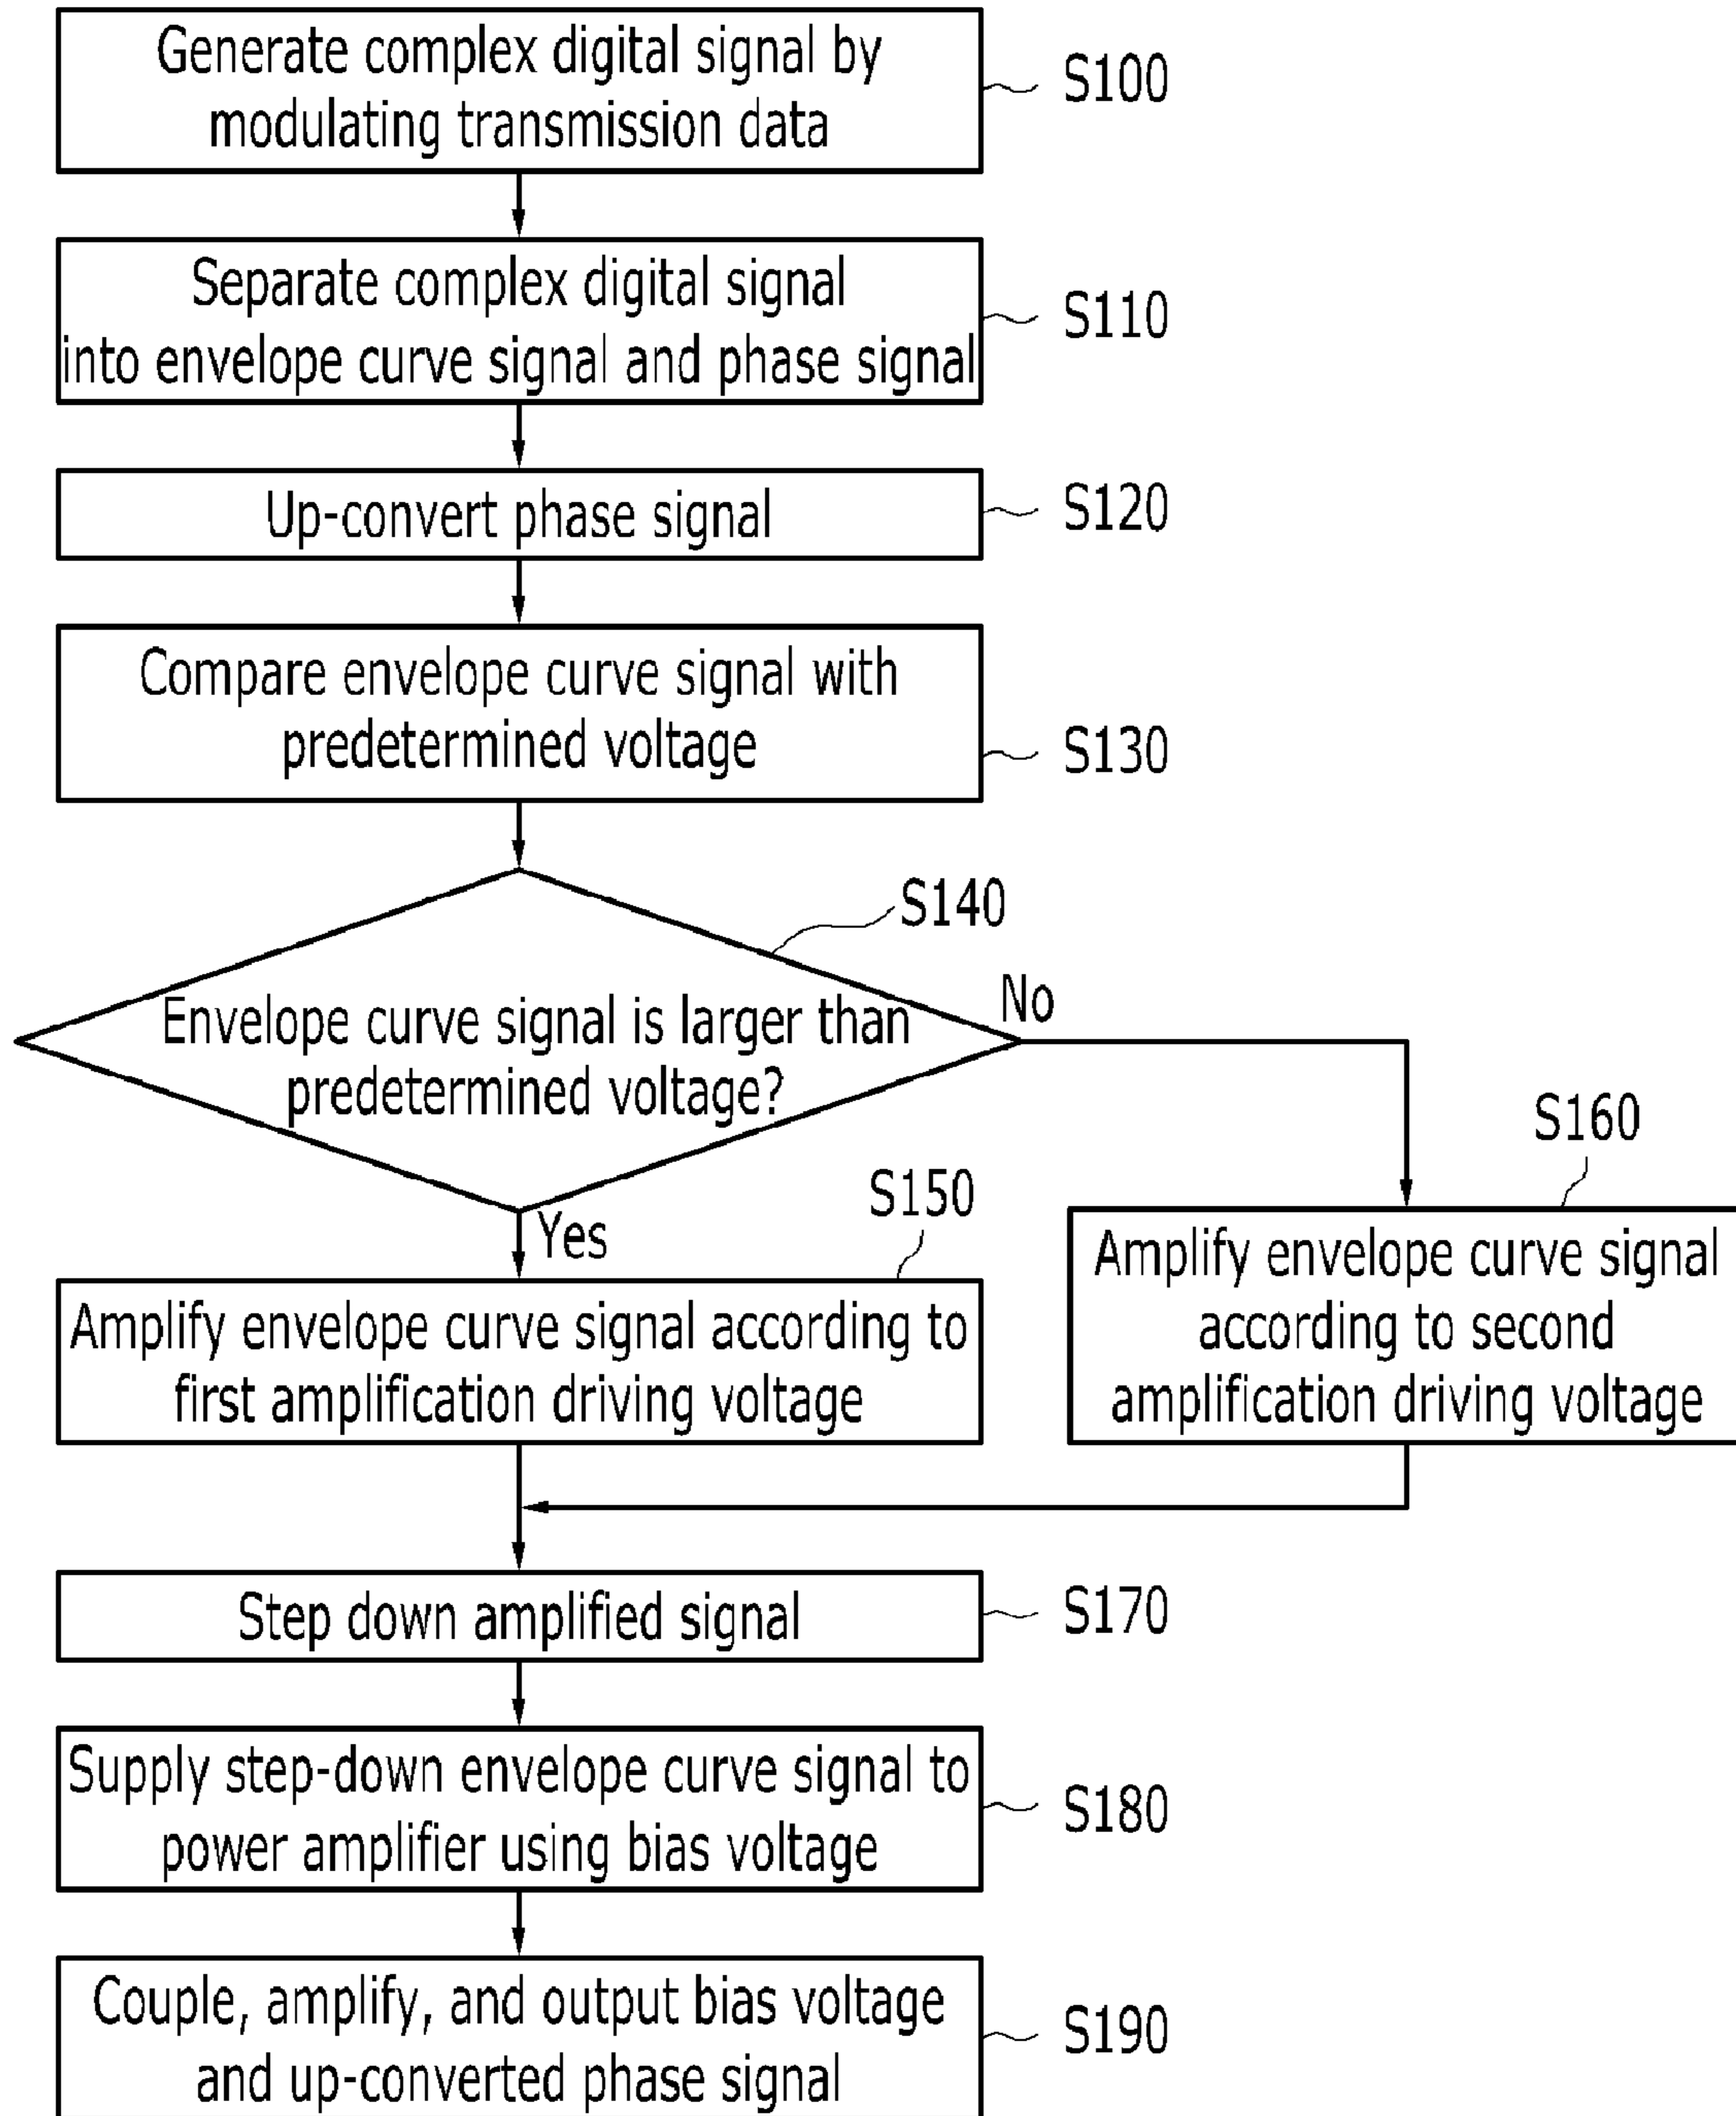 Generate complex digital signal by
modulating transmission data
S100
Separate complex digital signal
into envelope curve signal and phase signal
S110
Up-convert phase signal
S120
Compare envelope curve signal with
predetermined voltage
S130
S140
Envelope curve signal is larger than
predetermined voltage?
No
Yes
S150
Amplify envelope curve signal according to
first amplification driving voltage
S160
Amplify envelope curve signal
according to second
amplification driving voltage
Step down amplified signal
S170
Supply step-down envelope curve signal to
power amplifier using bias voltage
S180
Couple, amplify, and output bias voltage
and up-converted phase signal
S190